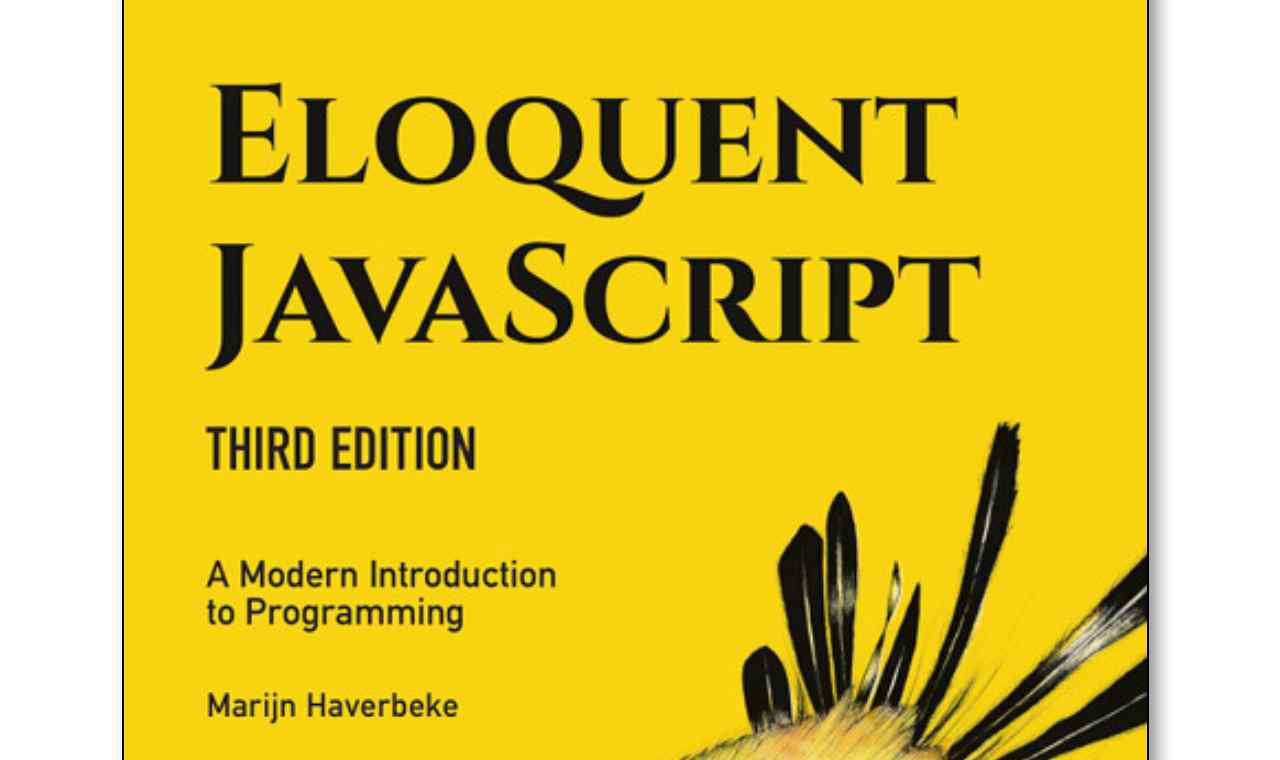 Eloquent
JavaScript
THIRD EDITION
A Modern Introduction
to Programming
Marijn Haverbeke